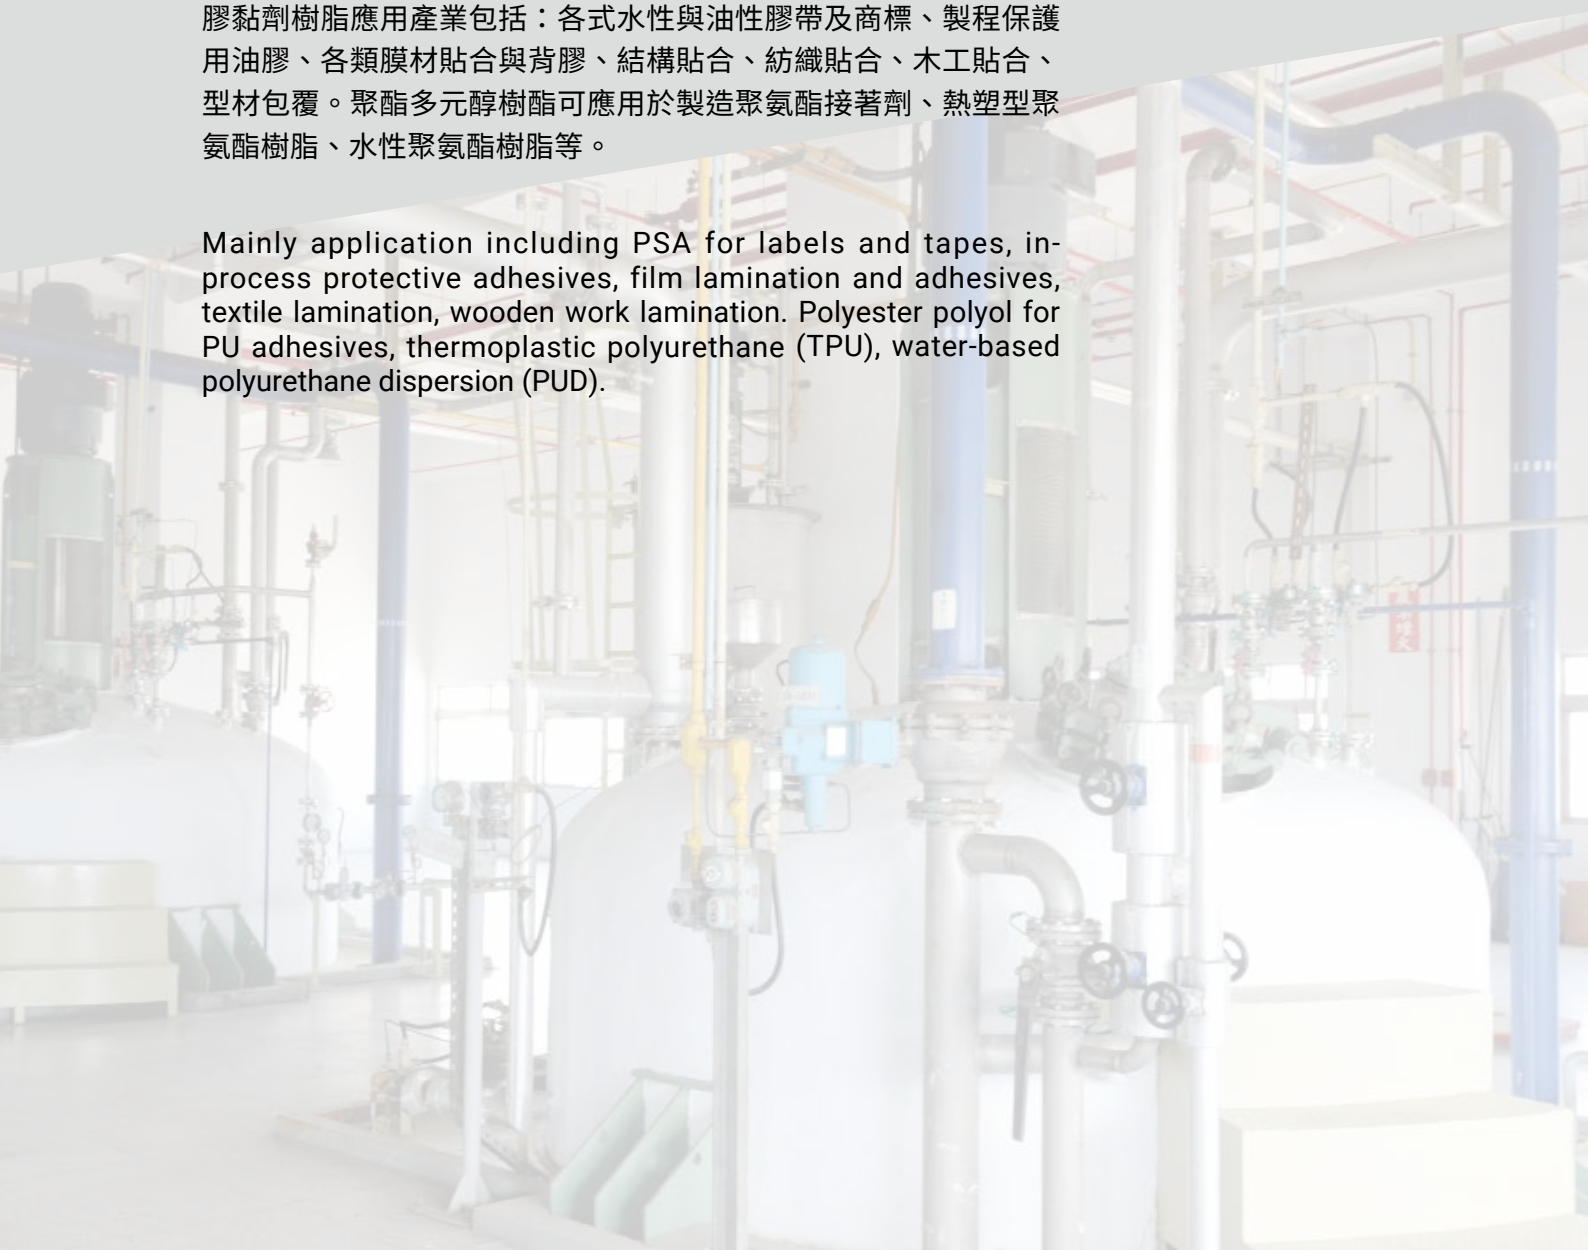 膠黏劑樹脂應用產業包括：各式水性與油性膠帶及商標、製程保護
用油膠、各類膜材貼合與背膠、結構貼合、紡織貼合、木工貼合、
型材包覆。聚酯多元醇樹酯可應用於製造聚氨酯接著劑、熱塑型聚
氨酯樹脂、水性聚氨酯樹脂等。
Mainly application including PSA for labels and tapes, in-
process protective adhesives, film lamination and adhesives,
textile lamination, wooden work lamination. Polyester polyol for
PU adhesives, thermoplastic polyurethane (TPU), water-based
polyurethane dispersion (PUD).